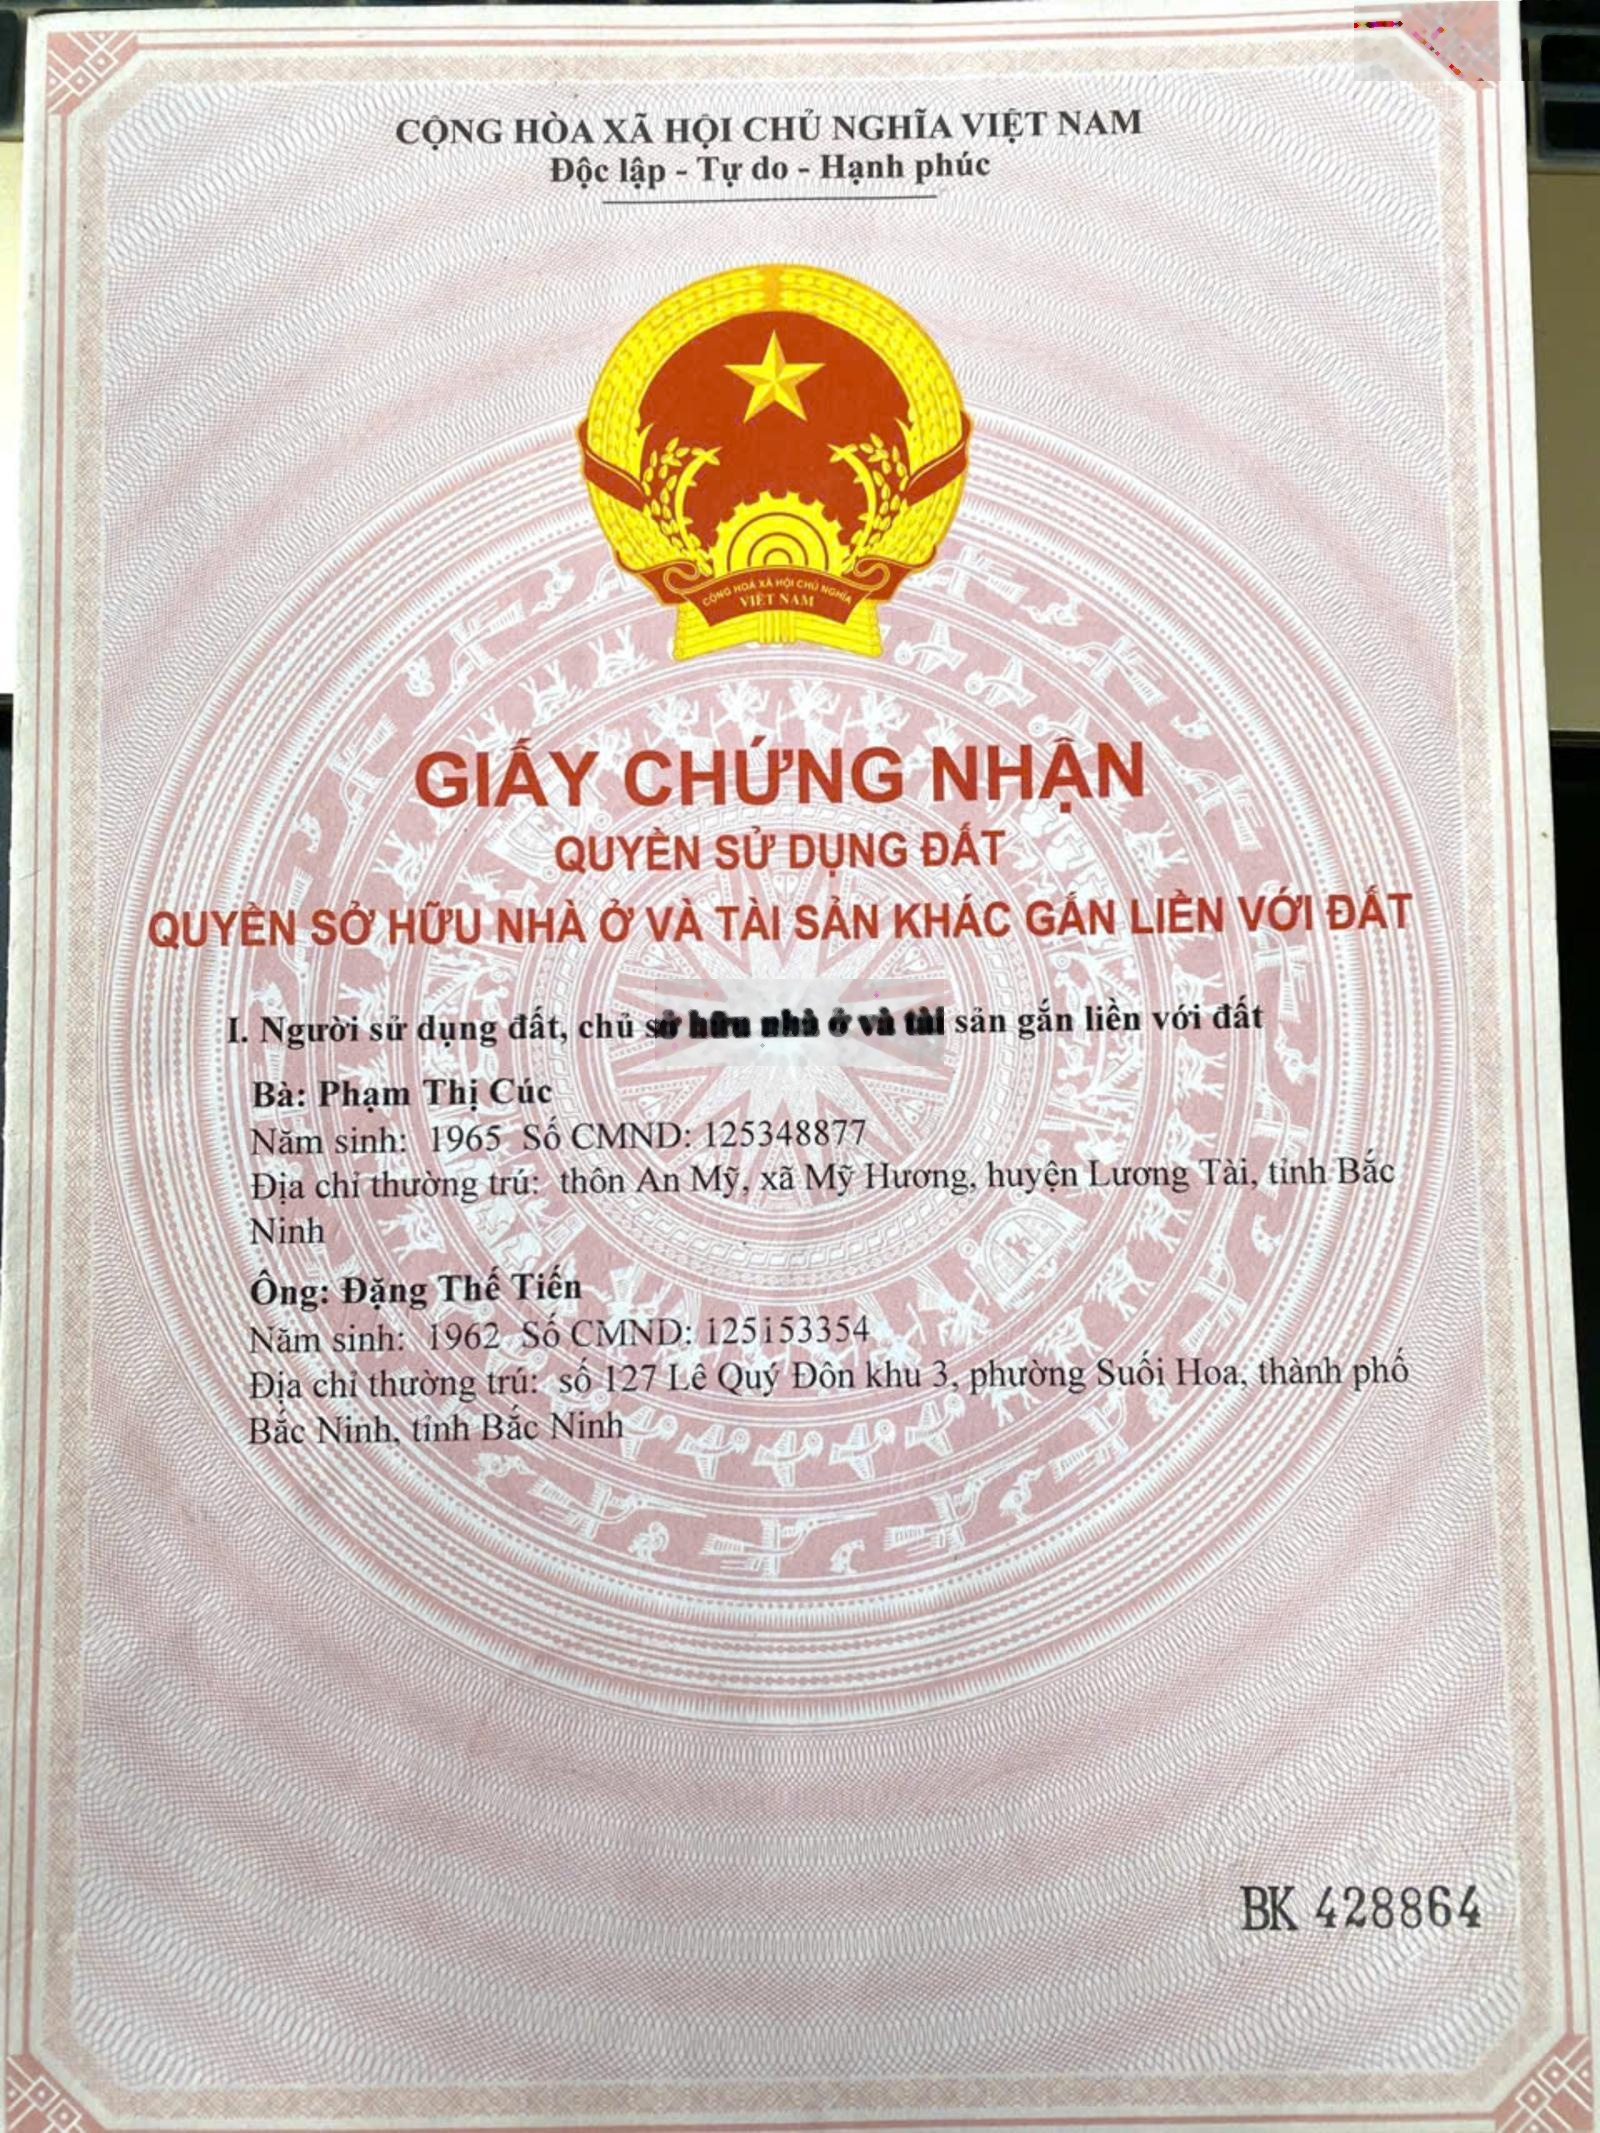 CỘNG HÒA XÃ HỘI CHỦ NGHĨA VIỆT NAM
Độc lập - Tự do - Hạnh phúc
CỘNG HOÀ XÃ HỘI CHỦ NGHĨA
VIỆT NAM
GIẤY CHỨNG NHẬN
QUYỀN SỬ DỤNG ĐẤT
QUYỀN SỞ HỮU NHÀ Ở VÀ TÀI SẢN KHÁC GẮN LIỀN VỚI ĐẤT
I. Người sử dụng đất, chủ sở hữu nhà ở và tài sản gắn liền với đất
Bà: Phạm Thị Cúc
Năm sinh: 1965 Số CMND: 125348877
Địa chỉ thường trú: thôn An Mỹ, xã Mỹ Hương, huyện Lương Tài, tỉnh Bắc
Ninh
Ông: Đặng Thế Tiến
Năm sinh: 1962 Số CMND: 125153354
Địa chỉ thường trú: số 127 Lê Quý Đôn khu 3, phường Suối Hoa, thành phố
Bắc Ninh, tỉnh Bắc Ninh
BK 428864